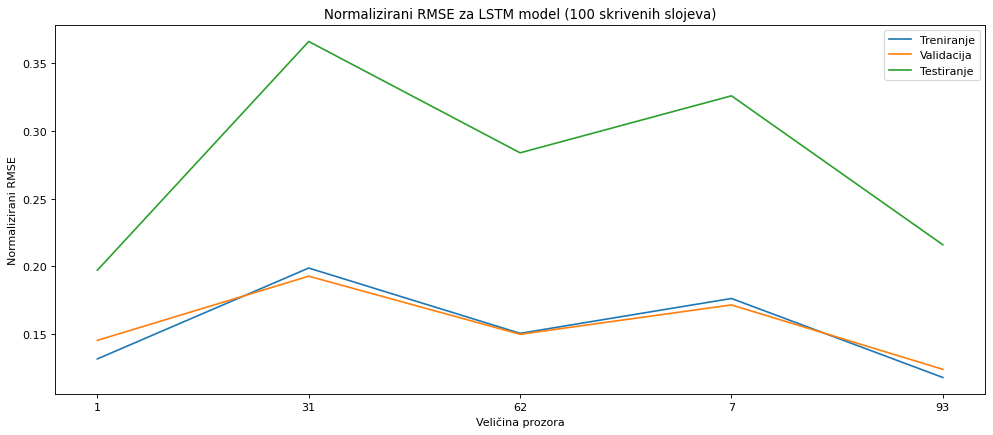 Normalizirani RMSE za LSTM model (100 skrivenih slojeva)
Treniranje
Validacija
Testiranje
Normalizirani RMSE
0.35
0.30
0.25
0.20
0.15
1 31 62 7 93
Veličina prozora